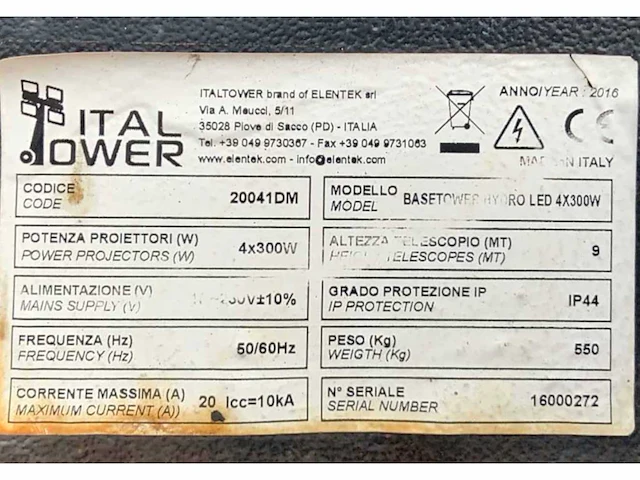 ITAL TOWER
ITALTOWER brand of ELENTEK srl
Via A. Meucci, 5/11
35028 Piove di Sacco (PD) - ITALIA
Tel. +39 049 9730367 - Fax +39 049 9731063
www.elentek.com - info@elentek.com
ANNO/YEAR: 2016
CE
ITALY
CODICE
CODE
20041DM
MODELLO
MODEL
BASETOWER HYDRO LED 4X300W
POTENZA PROIETTORI (W)
POWER PROJECTORS (W)
4x300W
ALTEZZA TELESCOPIO (MT)
TELESCOPES (MT)
9
ALIMENTAZIONE (V)
MAINS SUPPLY (V)
230V±10%
GRADO PROTEZIONE IP
IP PROTECTION
IP44
FREQUENZA (Hz)
FREQUENCY (Hz)
50/60Hz
PESO (Kg)
WEIGTH (Kg)
550
CORRENTE MASSIMA (A)
MAXIMUM CURRENT (A))
20 Icc=10kA
N° SERIALE
SERIAL NUMBER
16000272